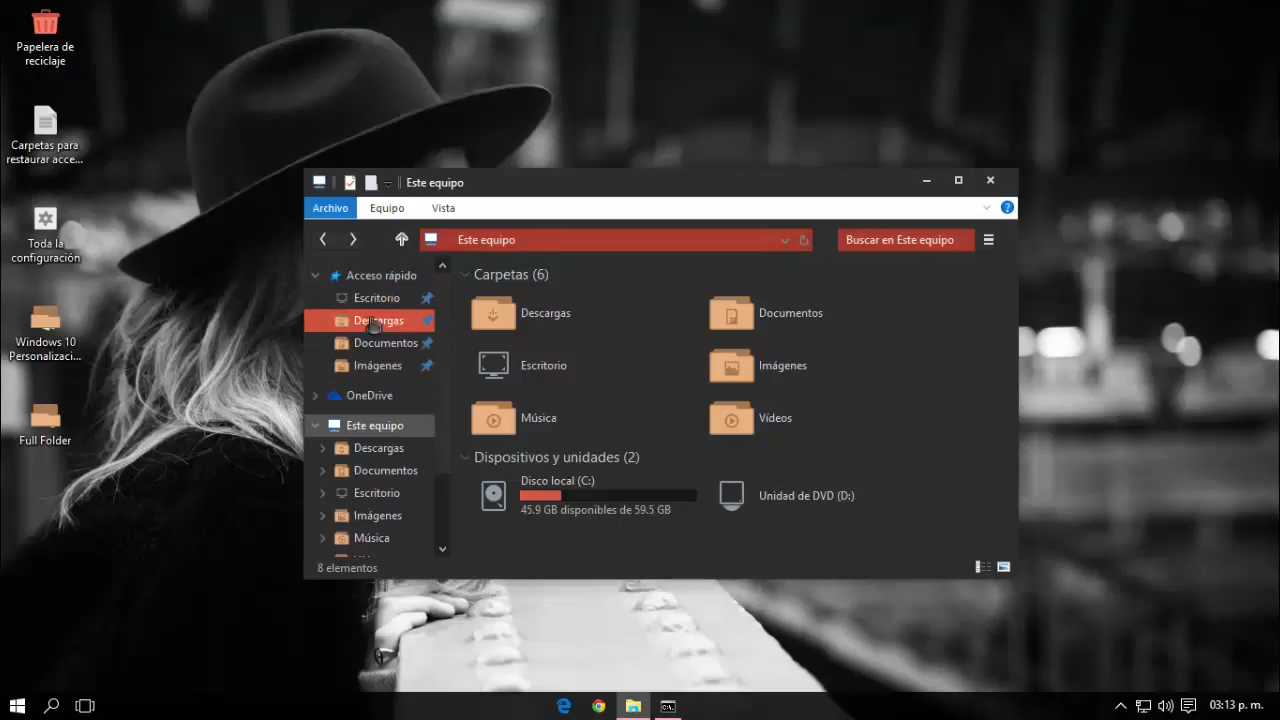 Papelera de
reciclaje
Carpetas para
restaurar acce...
Toda la
configuración
Windows 10
Personalizaci...
Full Folder
Este equipo
Archivo
Equipo
Vista
Este equipo
Buscar en Este equipo
Acceso rápido
Escritorio
Descargas
Documentos
Imágenes
OneDrive
Este equipo
Descargas
Documentos
Escritorio
Imágenes
Música
Carpetas (6)
Descargas
Documentos
Escritorio
Imágenes
Música
Vídeos
Dispositivos y unidades (2)
Disco local (C:)
45.9 GB disponibles de 59.5 GB
Unidad de DVD (D:)
8 elementos
03:13 p. m.